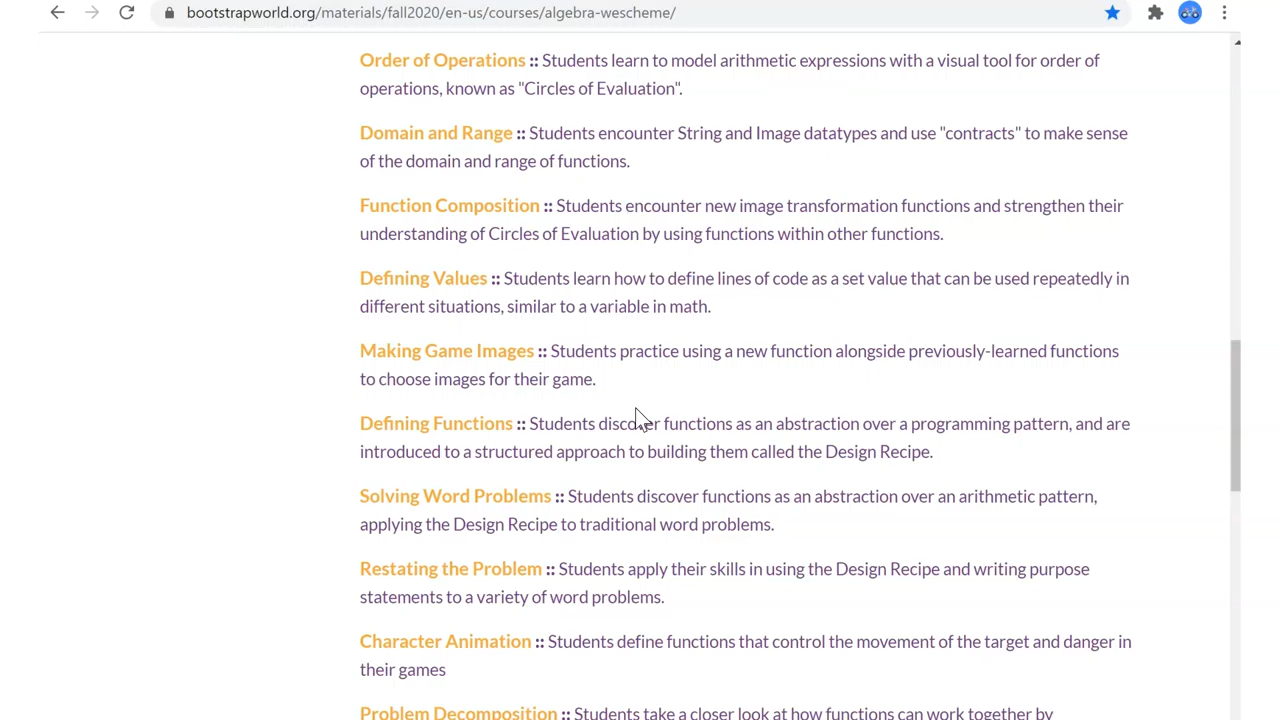 bootstrapworld.org/materials/fall2020/en-us/courses/algebra-wescheme/
Order of Operations :: Students learn to model arithmetic expressions with a visual tool for order of
operations, known as "Circles of Evaluation".
Domain and Range :: Students encounter String and Image datatypes and use "contracts" to make sense
of the domain and range of functions.
Function Composition :: Students encounter new image transformation functions and strengthen their
understanding of Circles of Evaluation by using functions within other functions.
Defining Values :: Students learn how to define lines of code as a set value that can be used repeatedly in
different situations, similar to a variable in math.
Making Game Images :: Students practice using a new function alongside previously-learned functions
to choose images for their game.
Defining Functions :: Students discover functions as an abstraction over a programming pattern, and are
introduced to a structured approach to building them called the Design Recipe.
Solving Word Problems :: Students discover functions as an abstraction over an arithmetic pattern,
applying the Design Recipe to traditional word problems.
Restating the Problem :: Students apply their skills in using the Design Recipe and writing purpose
statements to a variety of word problems.
Character Animation :: Students define functions that control the movement of the target and danger in
their games
Problem Decomposition :: Students take a closer look at how functions can work together by